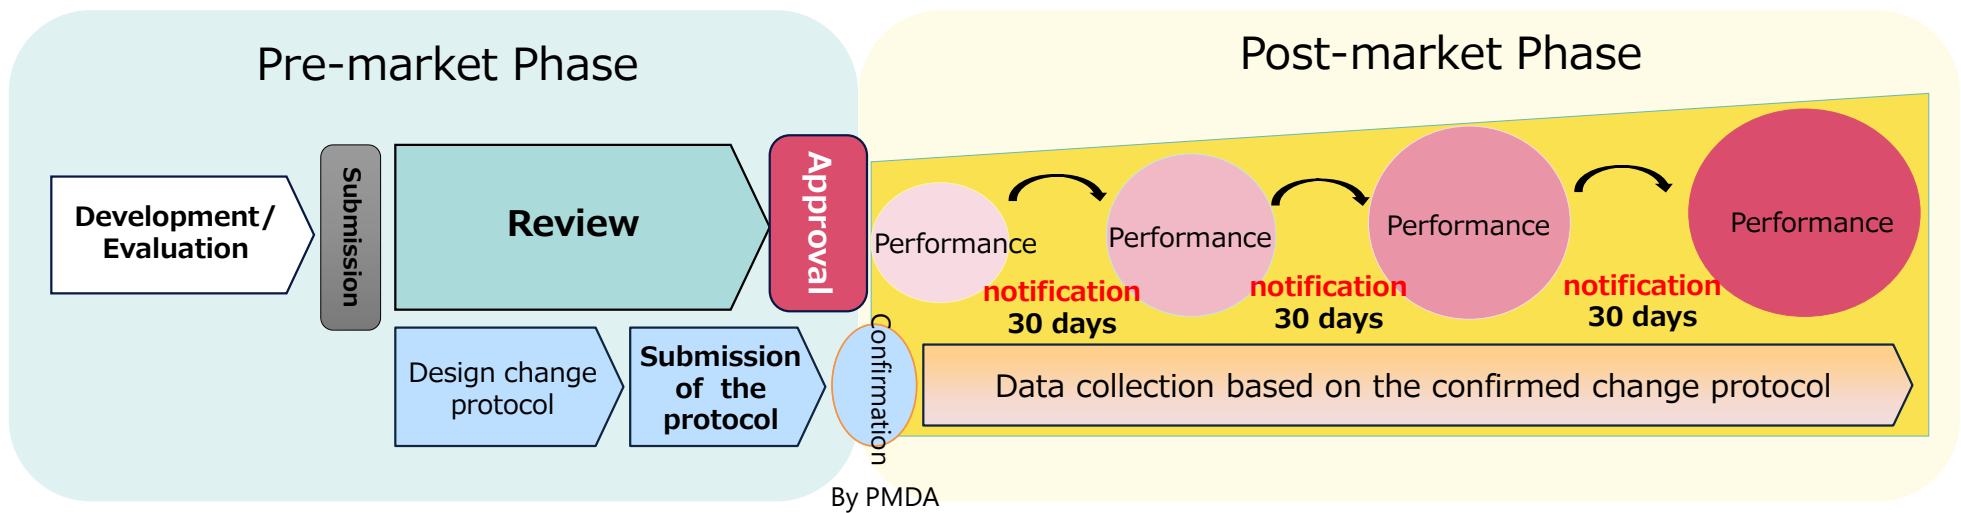 Pre-market Phase
Post-market Phase
Development/
Evaluation
Submission
Review
Approval
Design change
protocol
Submission
of the
protocol
Confirmation
By PMDA
Performance
notification
30 days
Performance
notification
30 days
Performance
notification
30 days
Performance
Data collection based on the confirmed change protocol